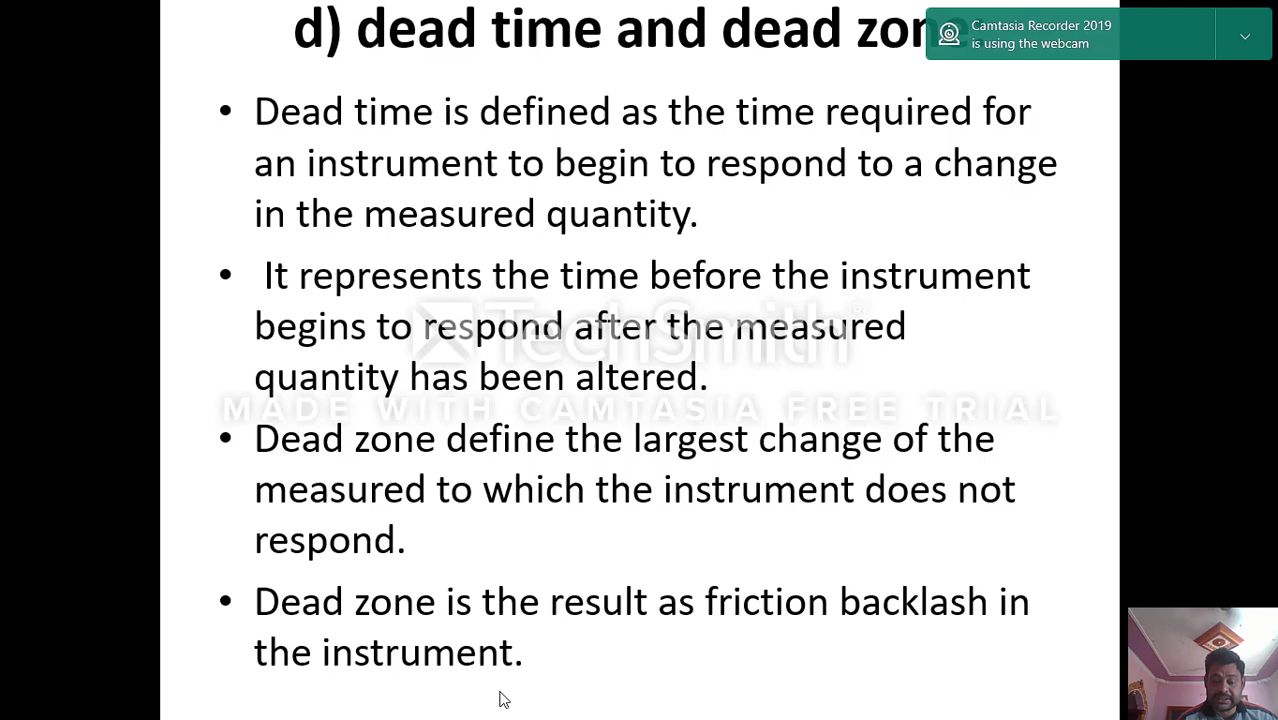 d) dead time and dead zone.
Camtasia Recorder 2019
is using the webcam
• Dead time is defined as the time required for
an instrument to begin to respond to a change
in the measured quantity.
• It represents the time before the instrument
begins to respond after the measured
quantity has been altered.
TechSmith
MADE WITH CAMTASIA FREE TRIAL
• Dead zone define the largest change of the
measured to which the instrument does not
respond.
• Dead zone is the result as friction backlash in
the instrument.